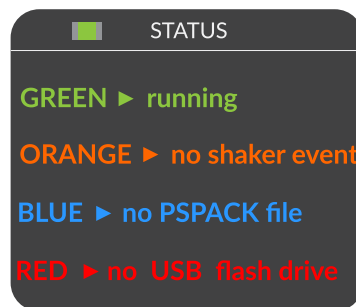 STATUS
GREEN ► running
ORANGE ► no shaker event
BLUE ► no PSPACK file
RED ► no USB flash drive